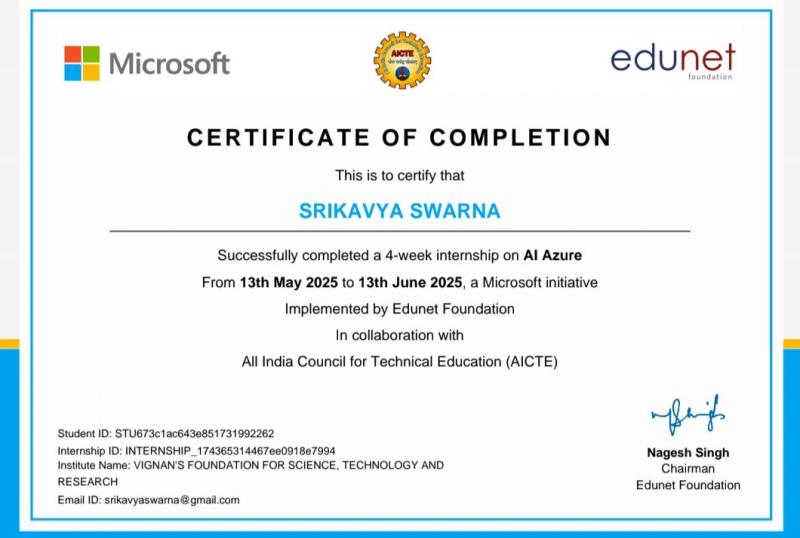 Microsoft
AICTE
edunet
foundation
CERTIFICATE OF COMPLETION
This is to certify that
SRIKAVYA SWARNA
Successfully completed a 4-week internship on AI Azure
From 13th May 2025 to 13th June 2025, a Microsoft initiative
Implemented by Edunet Foundation
In collaboration with
All India Council for Technical Education (AICTE)
Student ID: STU673c1ac643e851731992262
Internship ID: INTERNSHIP_174365314467ee0918e7994
Institute Name: VIGNAN'S FOUNDATION FOR SCIENCE, TECHNOLOGY AND
RESEARCH
Email ID: srikavyaswarna@gmail.com
Nagesh Singh
Chairman
Edunet Foundation